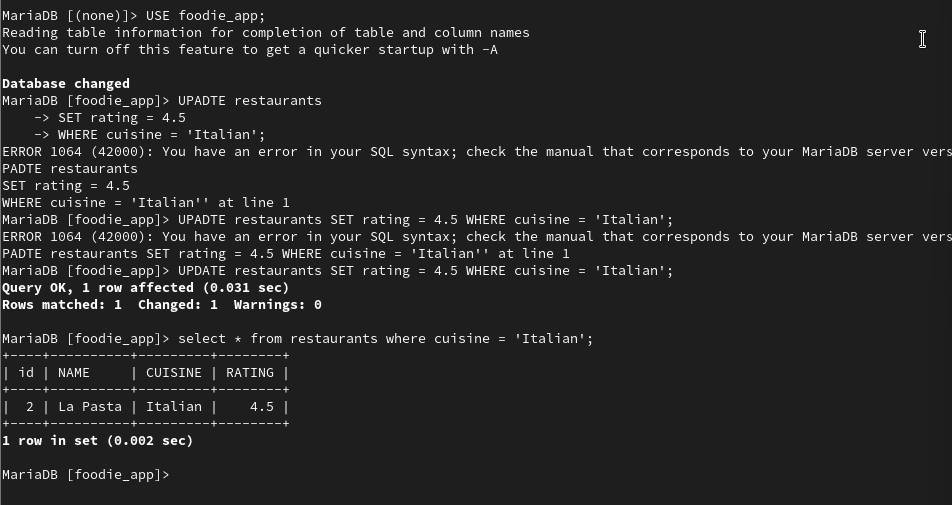 MariaDB [(none)]> USE foodie_app;
Reading table information for completion of table and column names
You can turn off this feature to get a quicker startup with -A
Database changed
MariaDB [foodie_app]> UPADTE restaurants
    -> SET rating = 4.5
    -> WHERE cuisine = 'Italian';
ERROR 1064 (42000): You have an error in your SQL syntax; check the manual that corresponds to your MariaDB server vers
PADTE restaurants
SET rating = 4.5
WHERE cuisine = 'Italian'' at line 1
MariaDB [foodie_app]> UPADTE restaurants SET rating = 4.5 WHERE cuisine = 'Italian';
ERROR 1064 (42000): You have an error in your SQL syntax; check the manual that corresponds to your MariaDB server vers
PADTE restaurants SET rating = 4.5 WHERE cuisine = 'Italian'' at line 1
MariaDB [foodie_app]> UPDATE restaurants SET rating = 4.5 WHERE cuisine = 'Italian';
Query OK, 1 row affected (0.031 sec)
Rows matched: 1  Changed: 1  Warnings: 0
MariaDB [foodie_app]> select * from restaurants where cuisine = 'Italian';
+----+----------+---------+--------+
| id | NAME     | CUISINE | RATING |
+----+----------+---------+--------+
|  2 | La Pasta | Italian |    4.5 |
+----+----------+---------+--------+
1 row in set (0.002 sec)
MariaDB [foodie_app]>